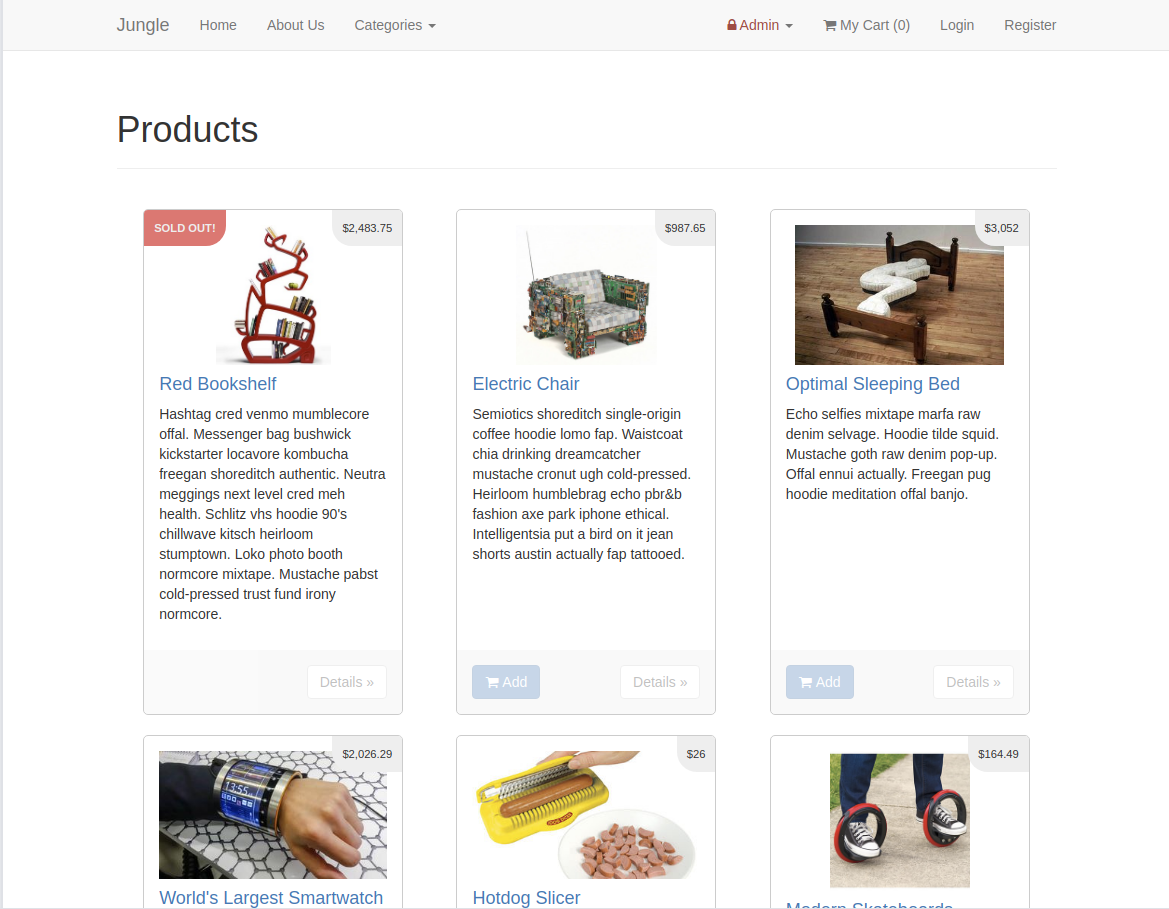 Jungle Home About Us Categories Admin My Cart (0) Login Register
Products
SOLD OUT! $2,483.75
Red Bookshelf
Hashtag cred venmo mumblecore
offal. Messenger bag bushwick
kickstarter locavore kombucha
freegan shoreditch authentic. Neutra
meggings next level cred meh
health. Schlitz vhs hoodie 90's
chillwave kitsch heirloom
stumptown. Loko photo booth
normcore mixtape. Mustache pabst
cold-pressed trust fund irony
normcore.
Details »
$987.65
Electric Chair
Semiotics shoreditch single-origin
coffee hoodie lomo fap. Waistcoat
chia drinking dreamcatcher
mustache cronut ugh cold-pressed.
Heirloom humblebrag echo pbr&b
fashion axe park iphone ethical.
Intelligentsia put a bird on it jean
shorts austin actually fap tattooed.
Add Details »
$3,052
Optimal Sleeping Bed
Echo selfies mixtape marfa raw
denim selvage. Hoodie tilde squid.
Mustache goth raw denim pop-up.
Offal ennui actually. Freegan pug
hoodie meditation offal banjo.
Add Details »
$2,026.29
13:55
World's Largest Smartwatch
$26
Hotdog Slicer
$164.49
Modern Skateboards